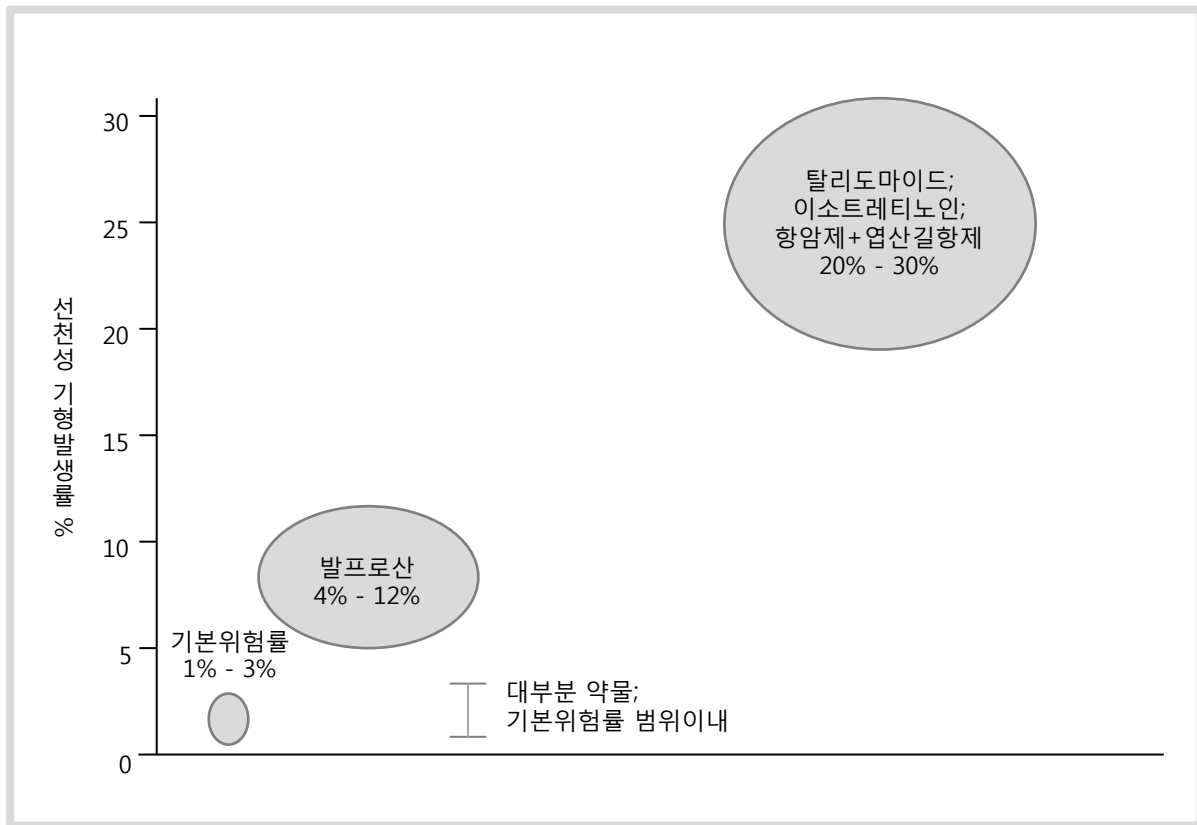 30
탈리도마이드;
이소트레티노인;
항암제+엽산길항제
20% - 30%
25
20
선천성 기형발생률 %
15
10
발프로산
4% - 12%
기본위험률
1% - 3%
5
대부분 약물;
기본위험률 범위이내
0